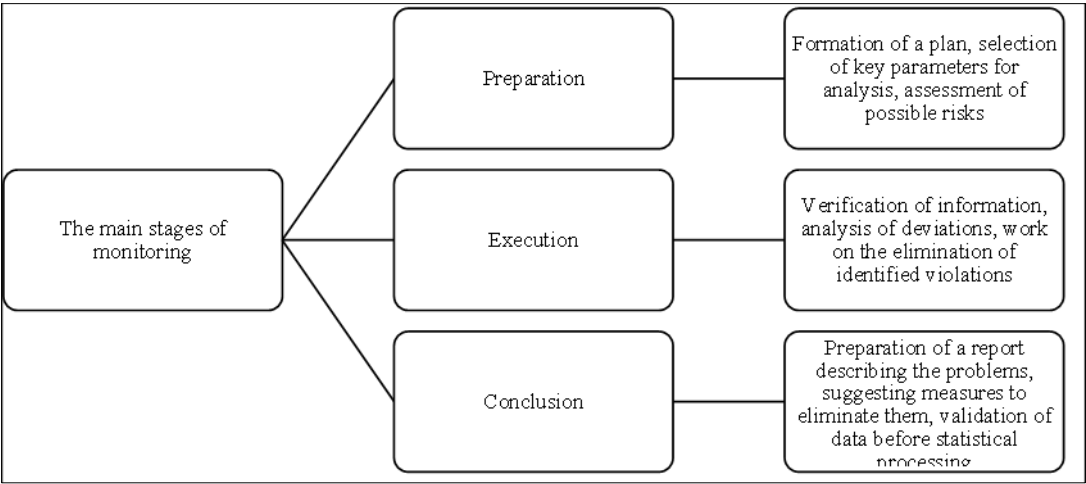 Preparation
Formation of a plan, selection
of key parameters for
analysis, assessment of
possible risks
The main stages of
monitoring
Execution
Verification of information,
analysis of deviations, work
on the elimination of
identified violations
Conclusion
Preparation of a report
describing the problems,
suggesting measures to
eliminate them, validation of
data before statistical
processing